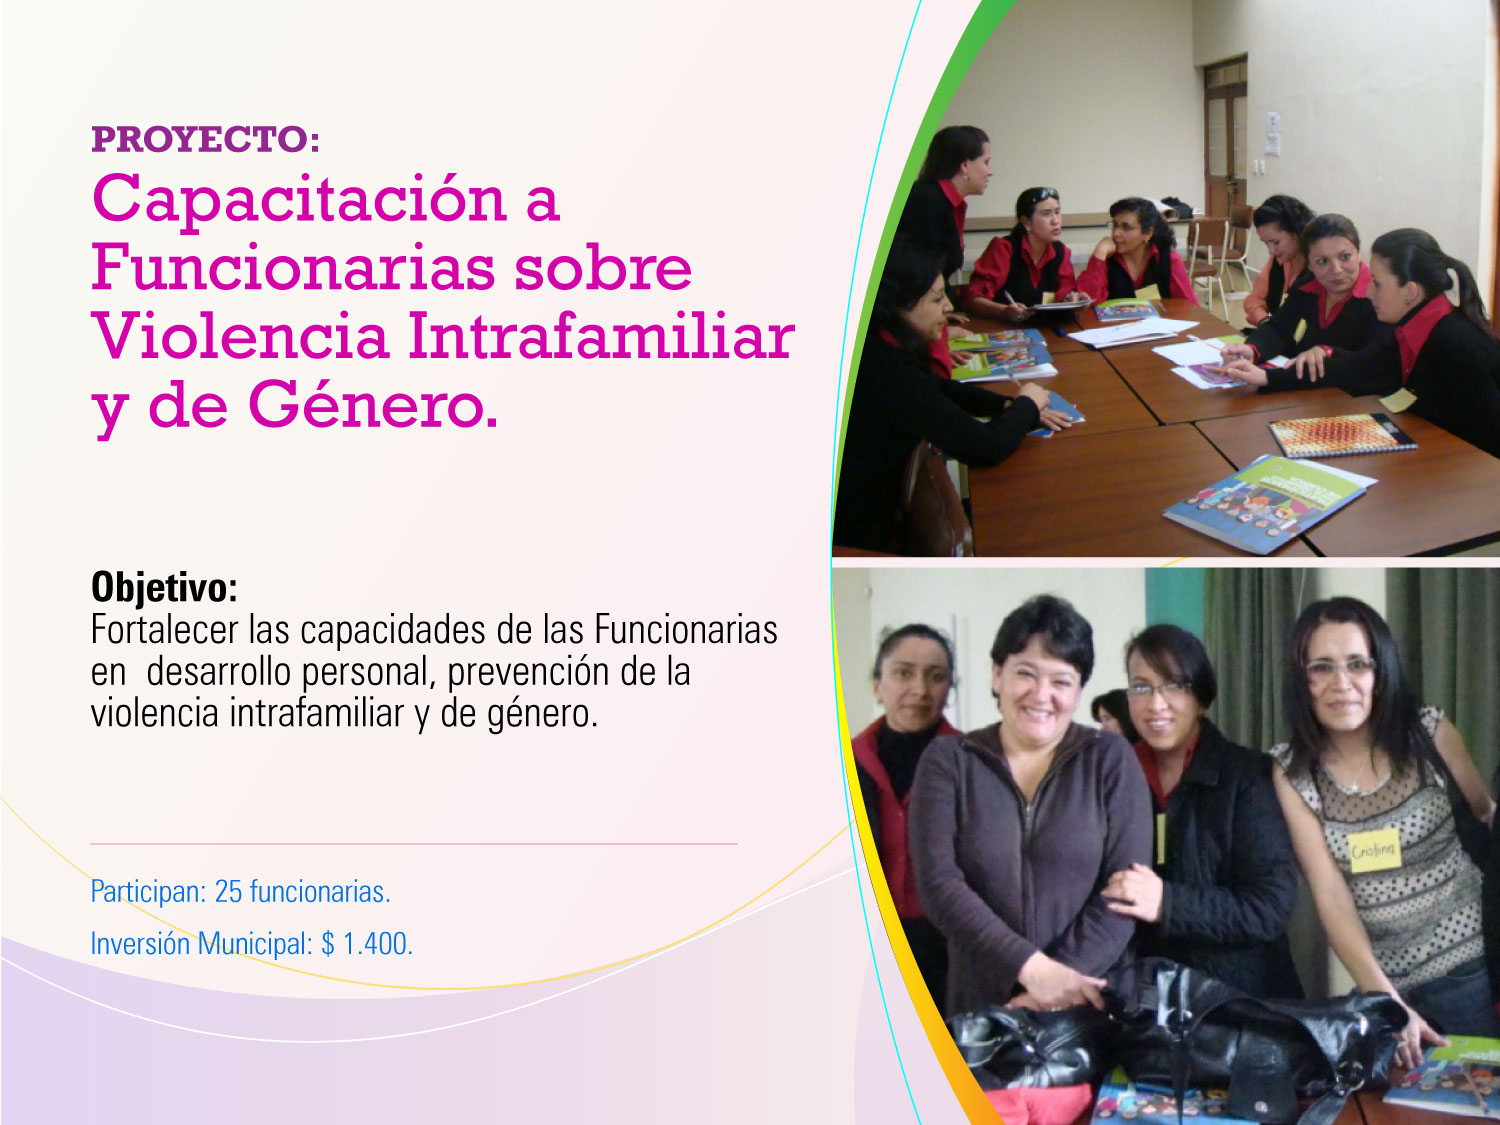 PROYECTO:
Capacitación a
Funcionarias sobre
Violencia Intrafamiliar
y de Género.
Objetivo:
Fortalecer las capacidades de las Funcionarias
en  desarrollo personal, prevención de la
violencia intrafamiliar y de género.
Participan: 25 funcionarias.
Inversión Municipal: $ 1.400.
Cristina